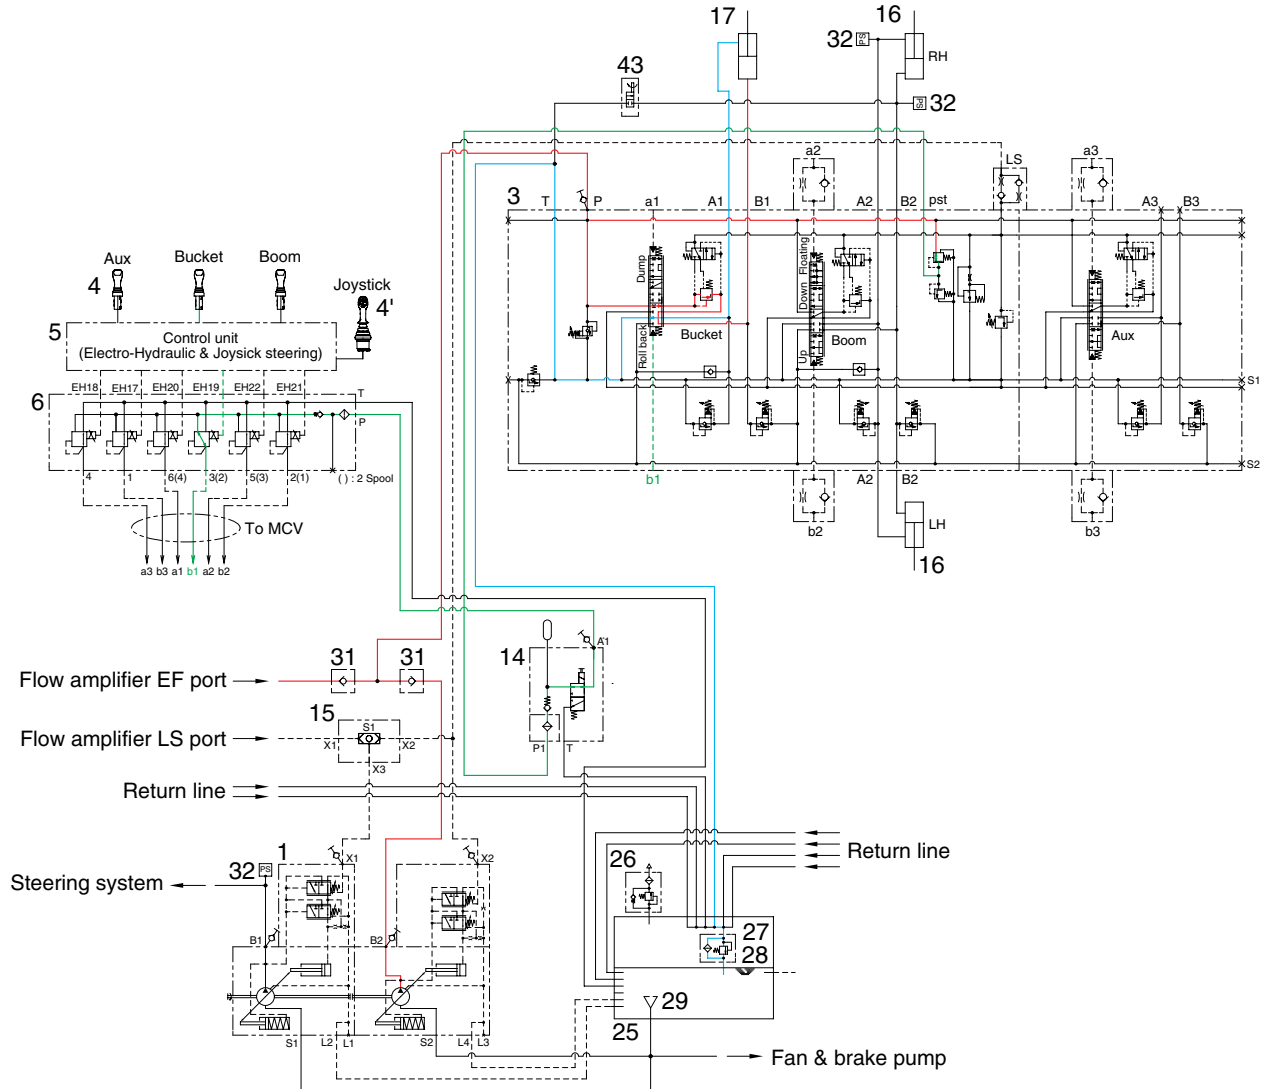 17
16
32 PS
RH
43
PS 32
a2
LS
a3
3
T
P
a1
A1
B1
A2
B2
pst
A3
B3
Aux
Bucket
Boom
4
Joystick
4'
Dump
Roll back
Bucket
Floating
Down
Up
Boom
Aux
5
Control unit
(Electro-Hydraulic & Joysick steering)
EH18
EH17
EH20
EH19
EH22
EH21
T
P
6
S1
S2
4
1
6(4)
3(2)
5(3)
2(1)
( ) : 2 Spool
b1
A2
B2
To MCV
b2
LH
b3
16
a3 b3 a1 b1 a2 b2
A1
14
31
31
Flow amplifier EF port
15
S1
Flow amplifier LS port
X1
X2
X3
P1
T
Return line
Return line
1
X1
X2
26
32 PS
Steering system
B1
B2
27
28
29
25
S1
L2
L1
S2
L4
L3
Fan & brake pump